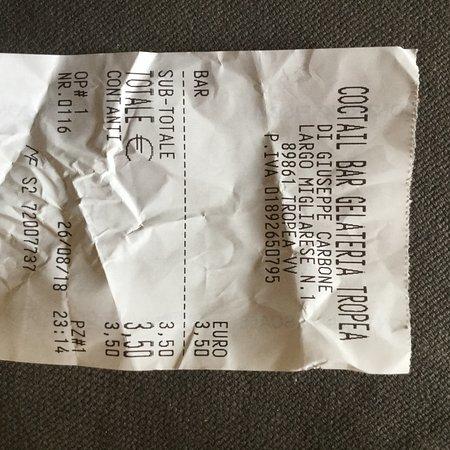 COCTAIL BAR GELATERIA TROPEA
DI GIUSEPPE CARBONE
LARGO MIGLIARESE N.1
89861 TROPEA VV
P.IVA 01892650795
EURO
BAR 3,50
SUB-TOTALE 3,50
TOTALE € 3,50
CONTANTI 3,50
OP# 1 PZ#1
NR.0116 26/08/18 23:14
S2 72007737